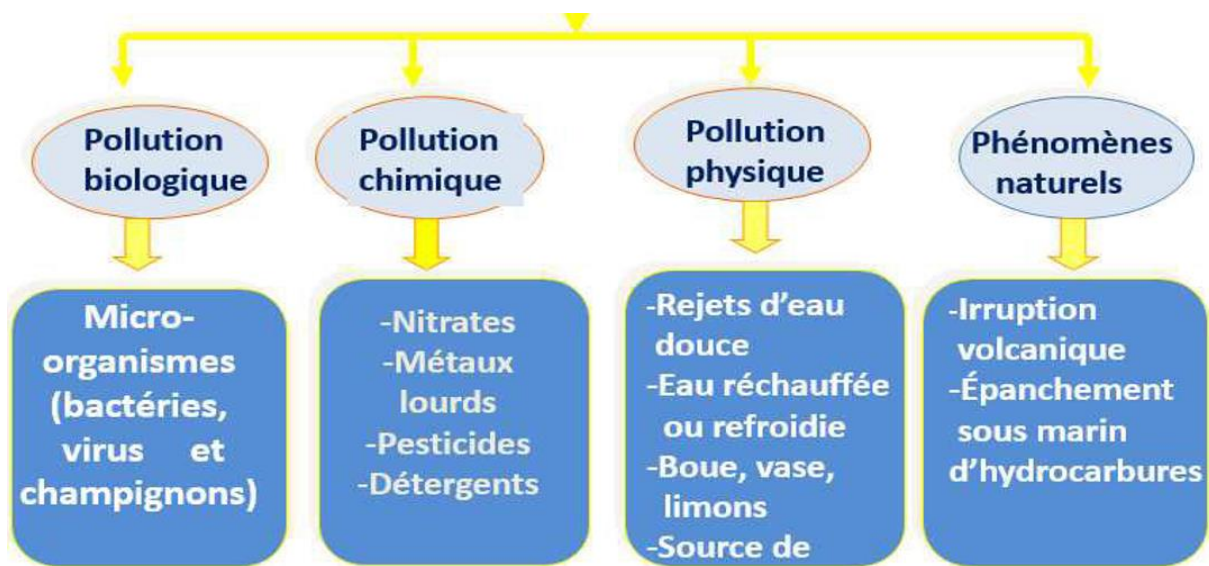 Pollution
biologique
Micro-
organismes
(bactéries,
virus et
champignons)
Pollution
chimique
-Nitrates
-Métaux
lourds
-Pesticides
-Détergents
Pollution
physique
-Rejets d’eau
douce
-Eau réchauffée
ou refroidie
-Boue, vase,
limons
-Source de
Phénomènes
naturels
-Irruption
volcanique
-Épanchement
sous marin
d’hydrocarbures